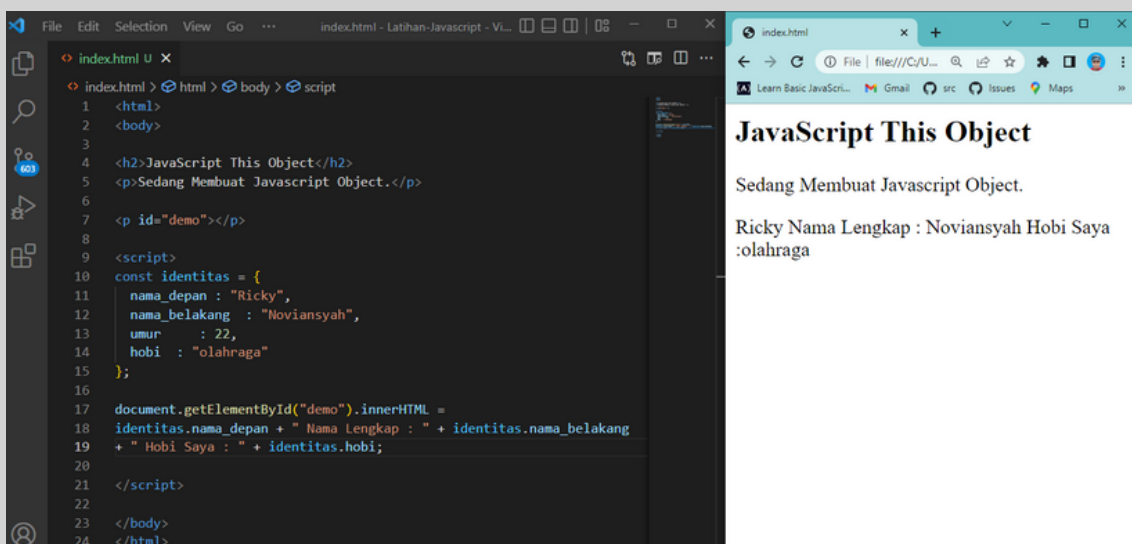 File Edit Selection View Go ··· index.html - Latihan-Javascript - Vi...
index.html U
index.html > html > body > script
1 <html>
2 <body>
3
4 <h2>JavaScript This Object</h2>
5 <p>Sedang Membuat Javascript Object.</p>
6
7 <p id="demo"></p>
8
9 <script>
10 const identitas = {
11 nama_depan : "Ricky",
12 nama_belakang : "Noviansyah",
13 umur : 22,
14 hobi : "olahraga"
15 };
16
17 document.getElementById("demo").innerHTML =
18 identitas.nama_depan + " Nama Lengkap : " + identitas.nama_belakang
19 + " Hobi Saya : " + identitas.hobi;
20
21 </script>
22
23 </body>
24 </html>
603
index.html
File file:///C:/U...
Learn Basic JavaScri... Gmail src Issues Maps »
JavaScript This Object
Sedang Membuat Javascript Object.
Ricky Nama Lengkap : Noviansyah Hobi Saya
:olahraga